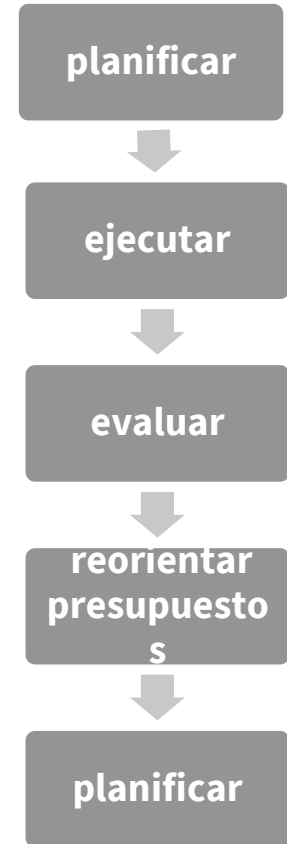 planificar
ejecutar
evaluar
reorientar
presupuesto
s
planificar